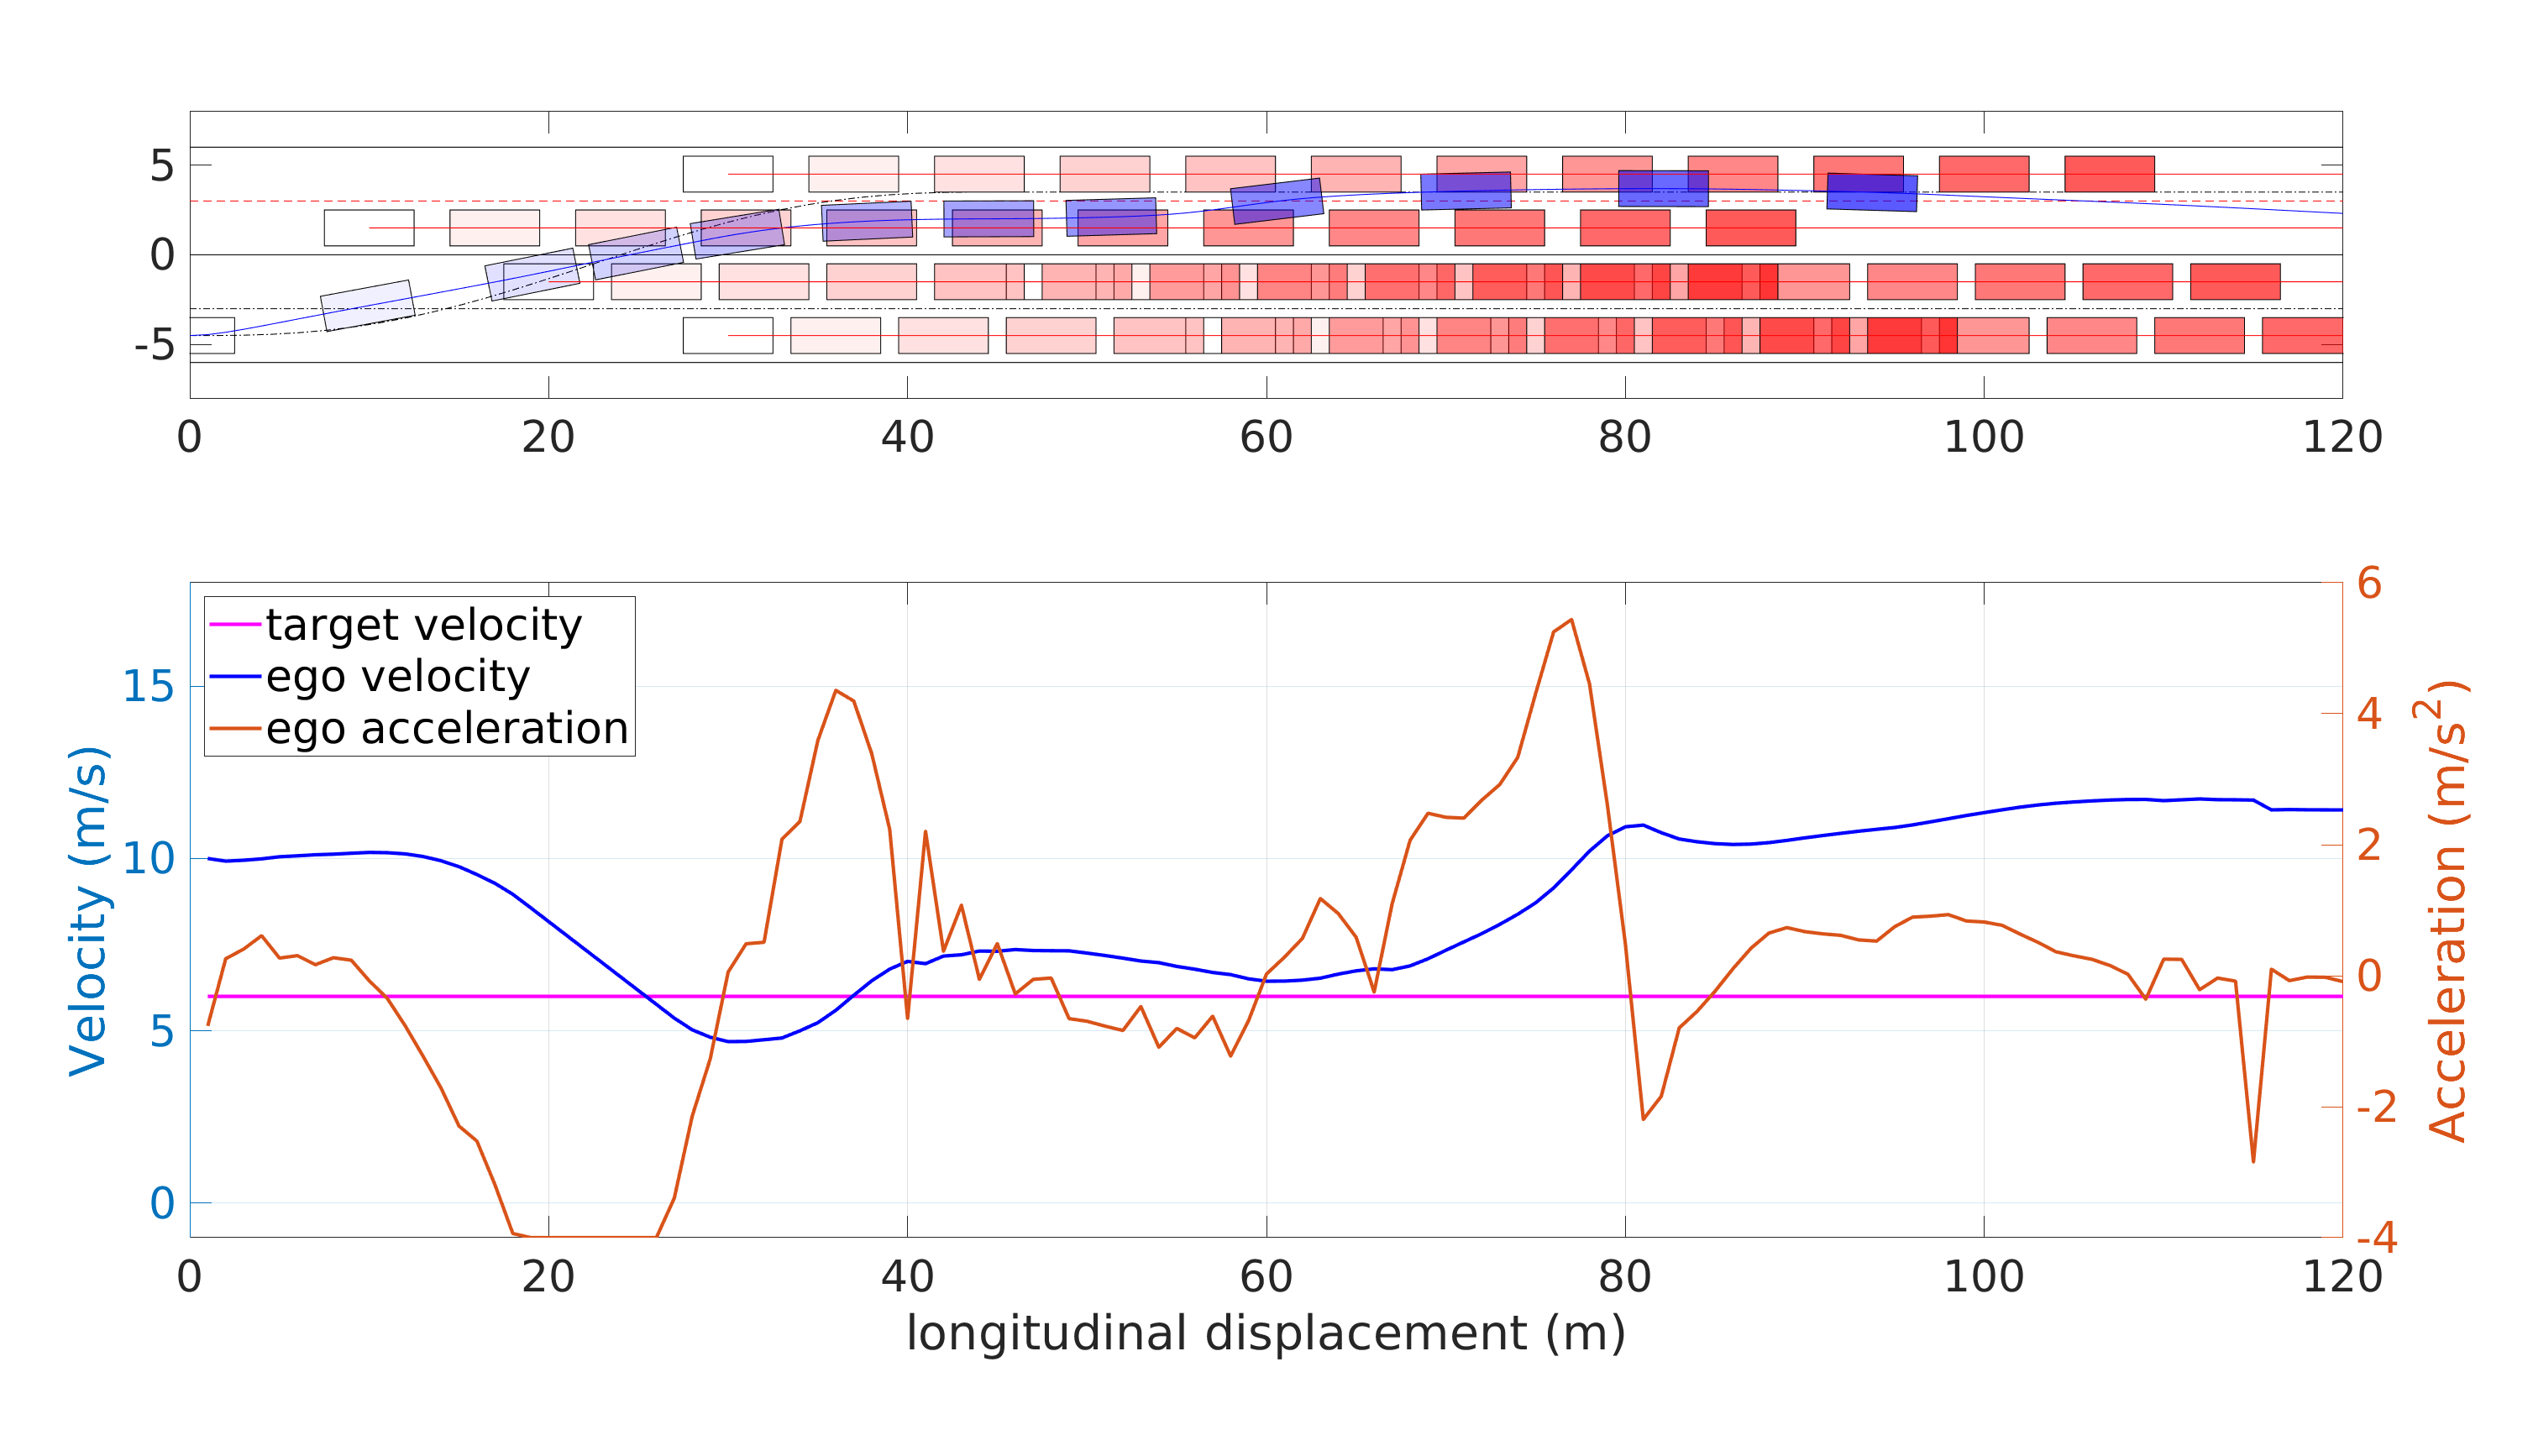 5
0
-5
0 20 40 60 80 100 120
target velocity
ego velocity
ego acceleration
15
10
5
0
Velocity (m/s)
6
4
2
0
-2
-4
Acceleration (m/s²)
0 20 40 60 80 100 120
longitudinal displacement (m)